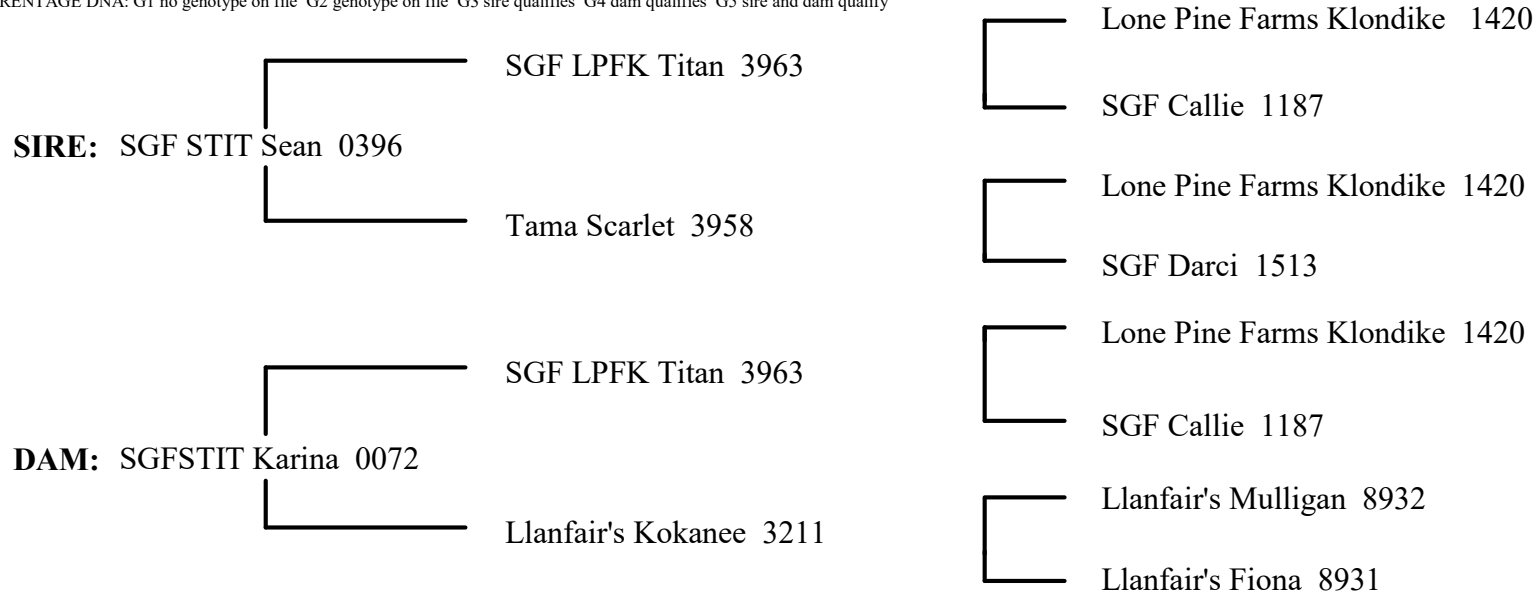 G1 no genotype on file G2 genotype on file G3 sire qualifies G4 dam qualifies G5 sire and dam qualify
Lone Pine Farms Klondike 1420
SGF LPFK Titan 3963
SGF Callie 1187
SIRE: SGF STIT Sean 0396
Lone Pine Farms Klondike 1420
Tama Scarlet 3958
SGF Darci 1513
Lone Pine Farms Klondike 1420
SGF LPFK Titan 3963
SGF Callie 1187
DAM: SGFSTIT Karina 0072
Llanfair's Mulligan 8932
Llanfair's Kokanee 3211
Llanfair's Fiona 8931